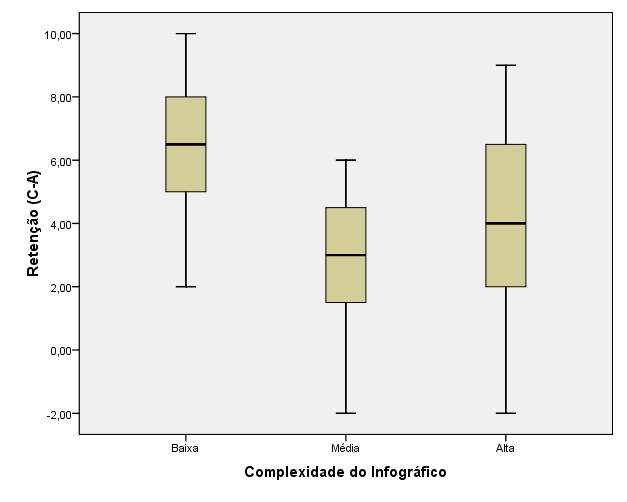 Retenção (C-A)
10,00
8,00
6,00
4,00
2,00
0,00
-2,00
Baixa
Média
Alta
Complexidade do Infográfico